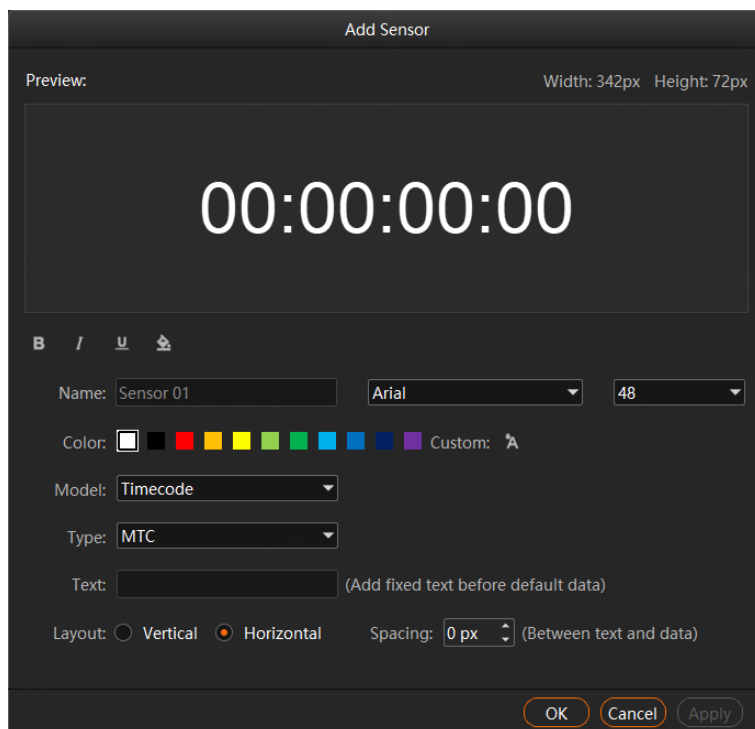 Add Sensor
Preview: Width: 342px Height: 72px
00:00:00:00
B I U
Name: Sensor 01 Arial 48
Color: Custom: A
Model: Timecode
Type: MTC
Text: (Add fixed text before default data)
Layout: Vertical Horizontal Spacing: 0 px (Between text and data)
OK Cancel Apply